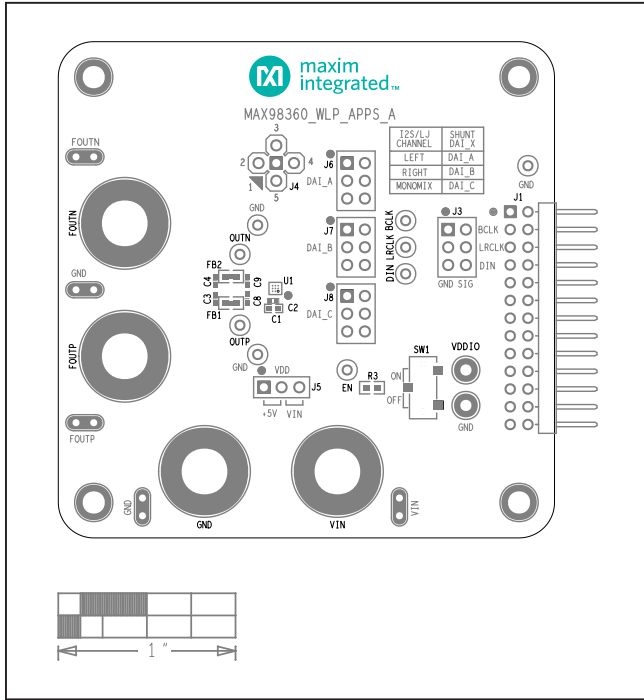 maxim
integrated™
MAX98360_WLP_APPS_A
I2S/LJ CHANNEL SHUNT DAI_X
LEFT DAI_A
RIGHT DAI_B
MONOMIX DAI_C
FOUTN
3
2 4
1 5
J4
J6
DAI_A
GND
J1
FOUTN
GND
OUTN
J7
DAI_B
DIN LRCLK BCLK
J3
BCLK
LRCLK
DIN
GND SIG
GND
FB2
C4 C9
C3 C8
FB1
U1
C2
C1
J8
DAI_C
OUTP
FOUTP
GND
VDD
J5
+5V VIN
EN
R3
SW1
ON
OFF
VDDIO
GND
FOUTP
GND
GND
VIN
VIN
1 "